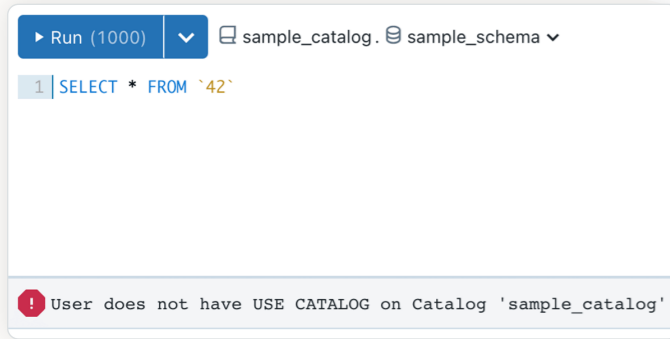 Run (1000) sample_catalog. sample_schema
1 SELECT * FROM `42`
! User does not have USE CATALOG on Catalog 'sample_catalog'